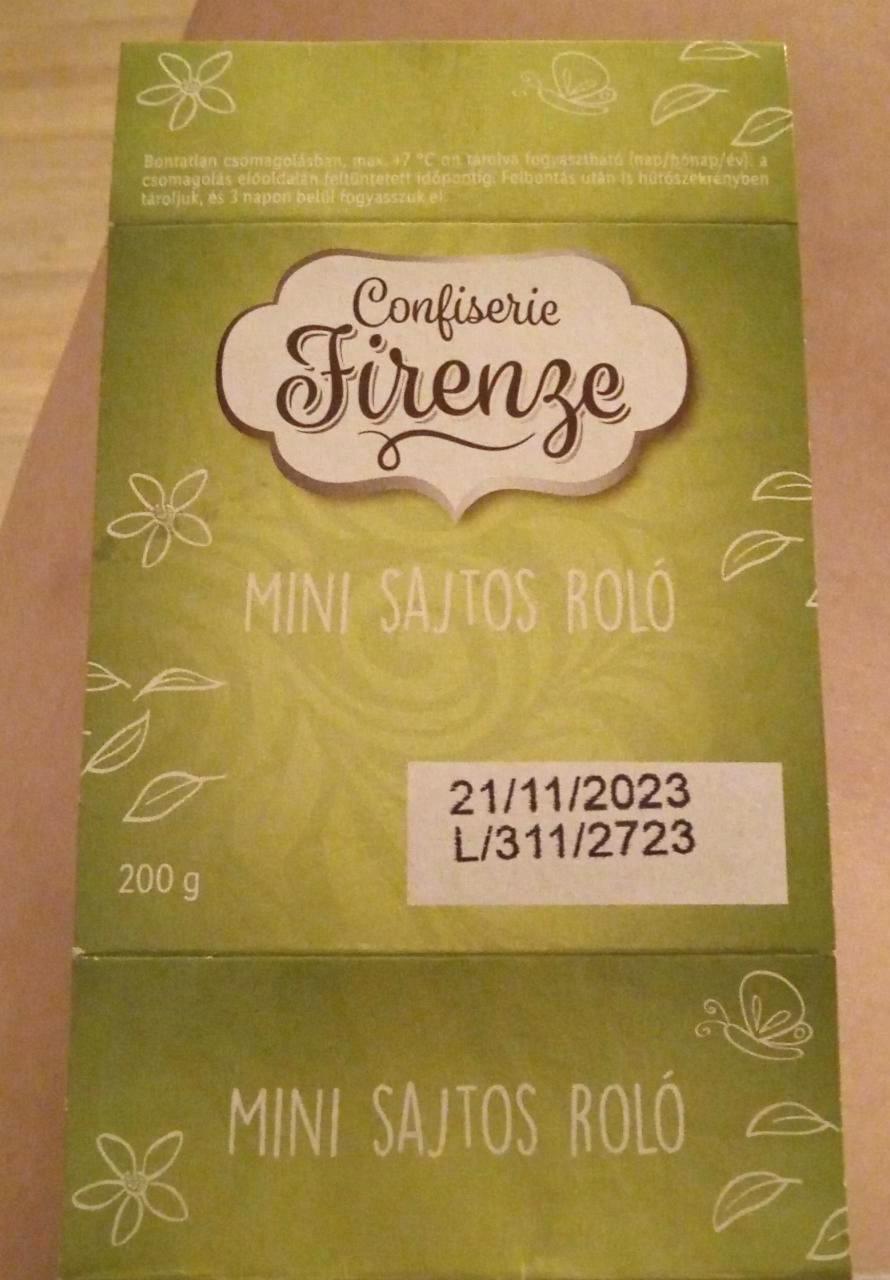 Bontatlan csomagolásban, max. +7 °C-on tárolva fogyasztható (nap/hónap/év): a
csomagolás előoldalán feltüntetett időpontig. Felbontás után is hűtőszekrényben
tároljuk, és 3 napon belül fogyasszuk el.
Confiserie
Firenze
MINI SAJTOS ROLÓ
21/11/2023
L/311/2723
200 g
MINI SAJTOS ROLÓ